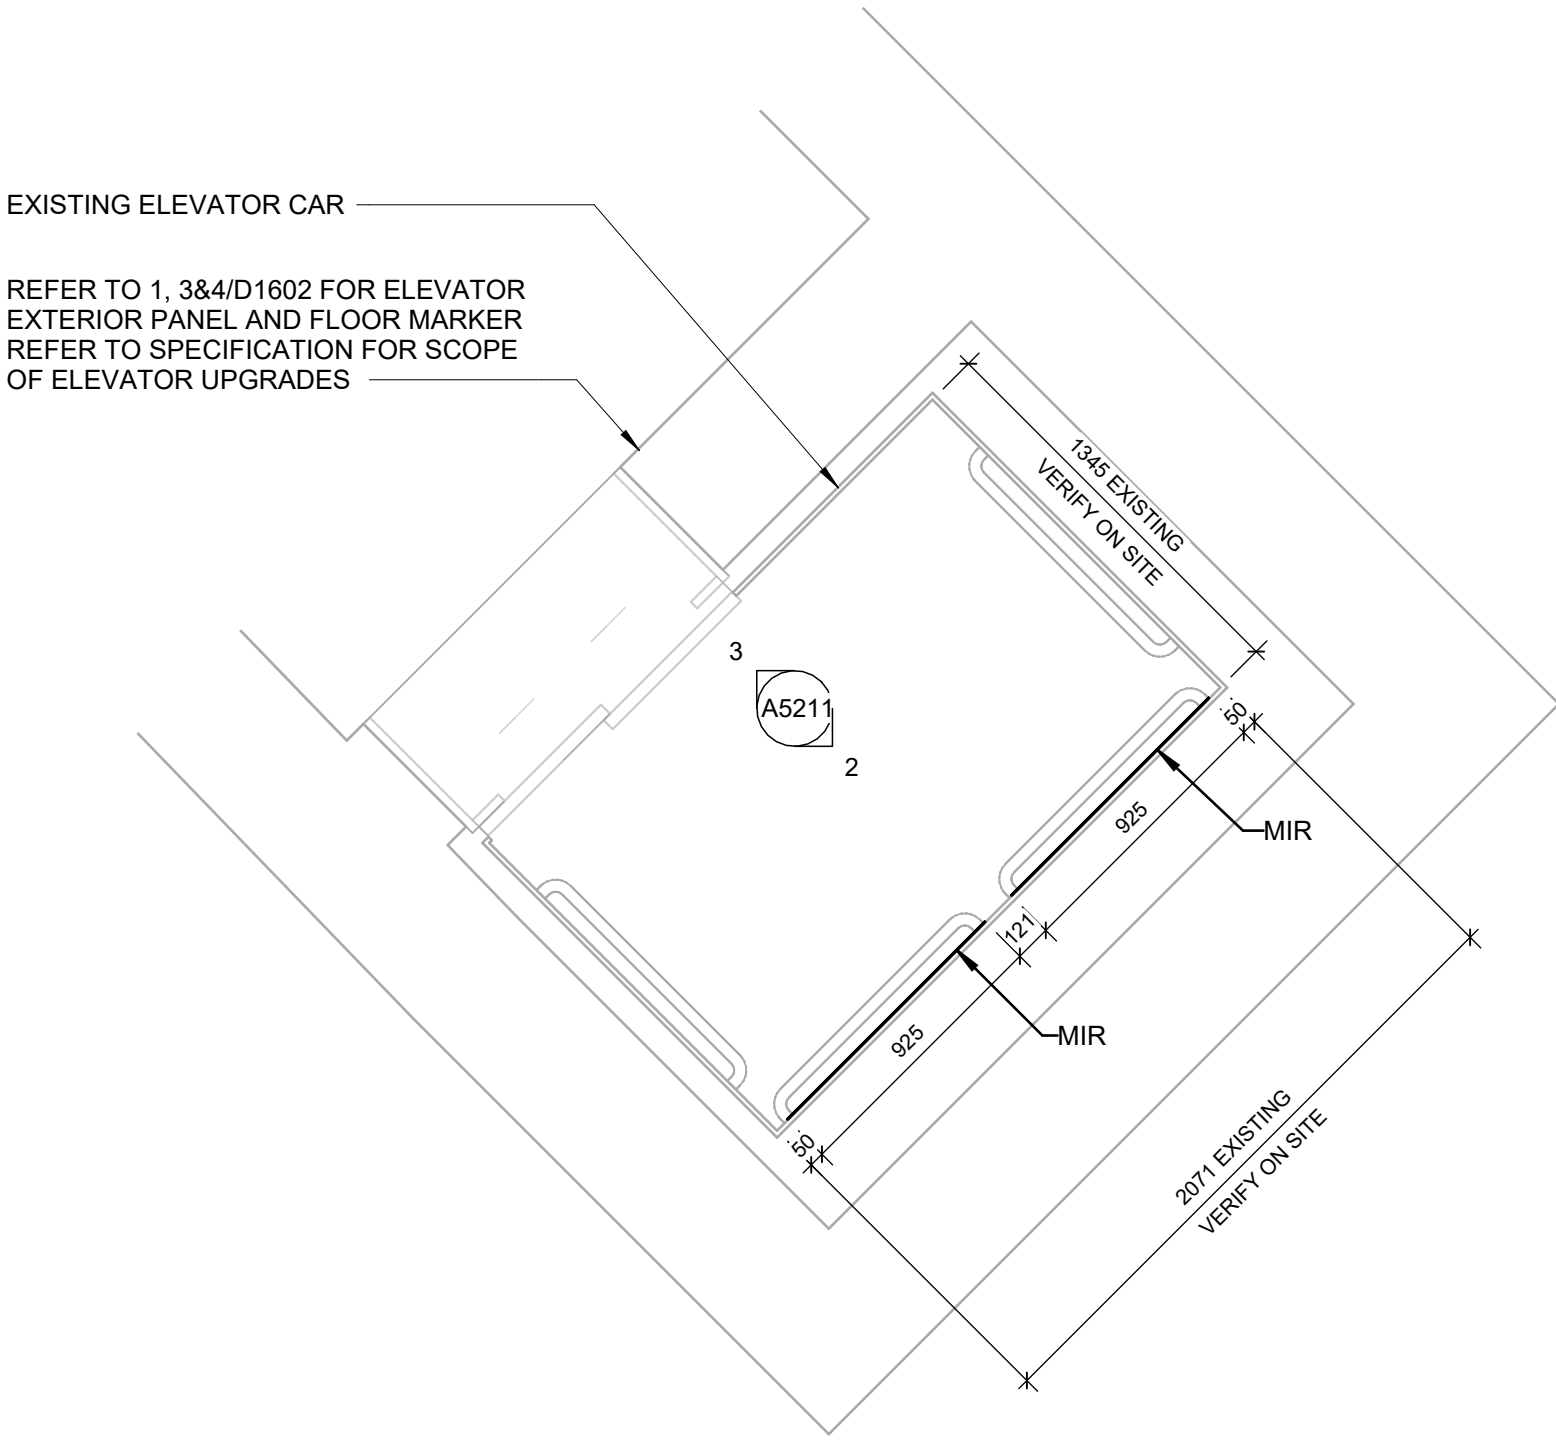 EXISTING ELEVATOR CAR
REFER TO 1, 3&4/D1602 FOR ELEVATOR
EXTERIOR PANEL AND FLOOR MARKER
REFER TO SPECIFICATION FOR SCOPE
OF ELEVATOR UPGRADES
1345 EXISTING
VERIFY ON SITE
3
A5211
2
50
925
MIR
121
925
MIR
50
2071 EXISTING
VERIFY ON SITE